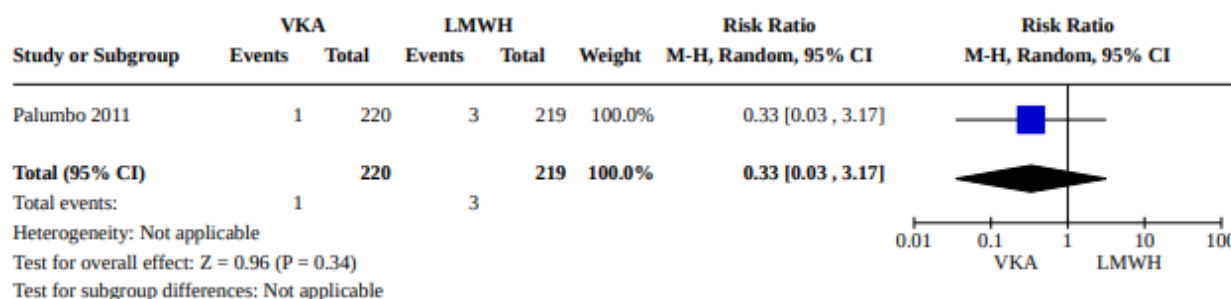 VKA LMWH Risk Ratio Risk Ratio
Study or Subgroup Events Total Events Total Weight M-H, Random, 95% CI M-H, Random, 95% CI
Palumbo 2011 1 220 3 219 100.0% 0.33 [0.03 , 3.17]
Total (95% CI) 220 219 100.0% 0.33 [0.03 , 3.17]
Total events: 1 3
Heterogeneity: Not applicable
0.01 0.1 1 10 100
Test for overall effect: Z = 0.96 (P = 0.34)
VKA LMWH
Test for subgroup differences: Not applicable